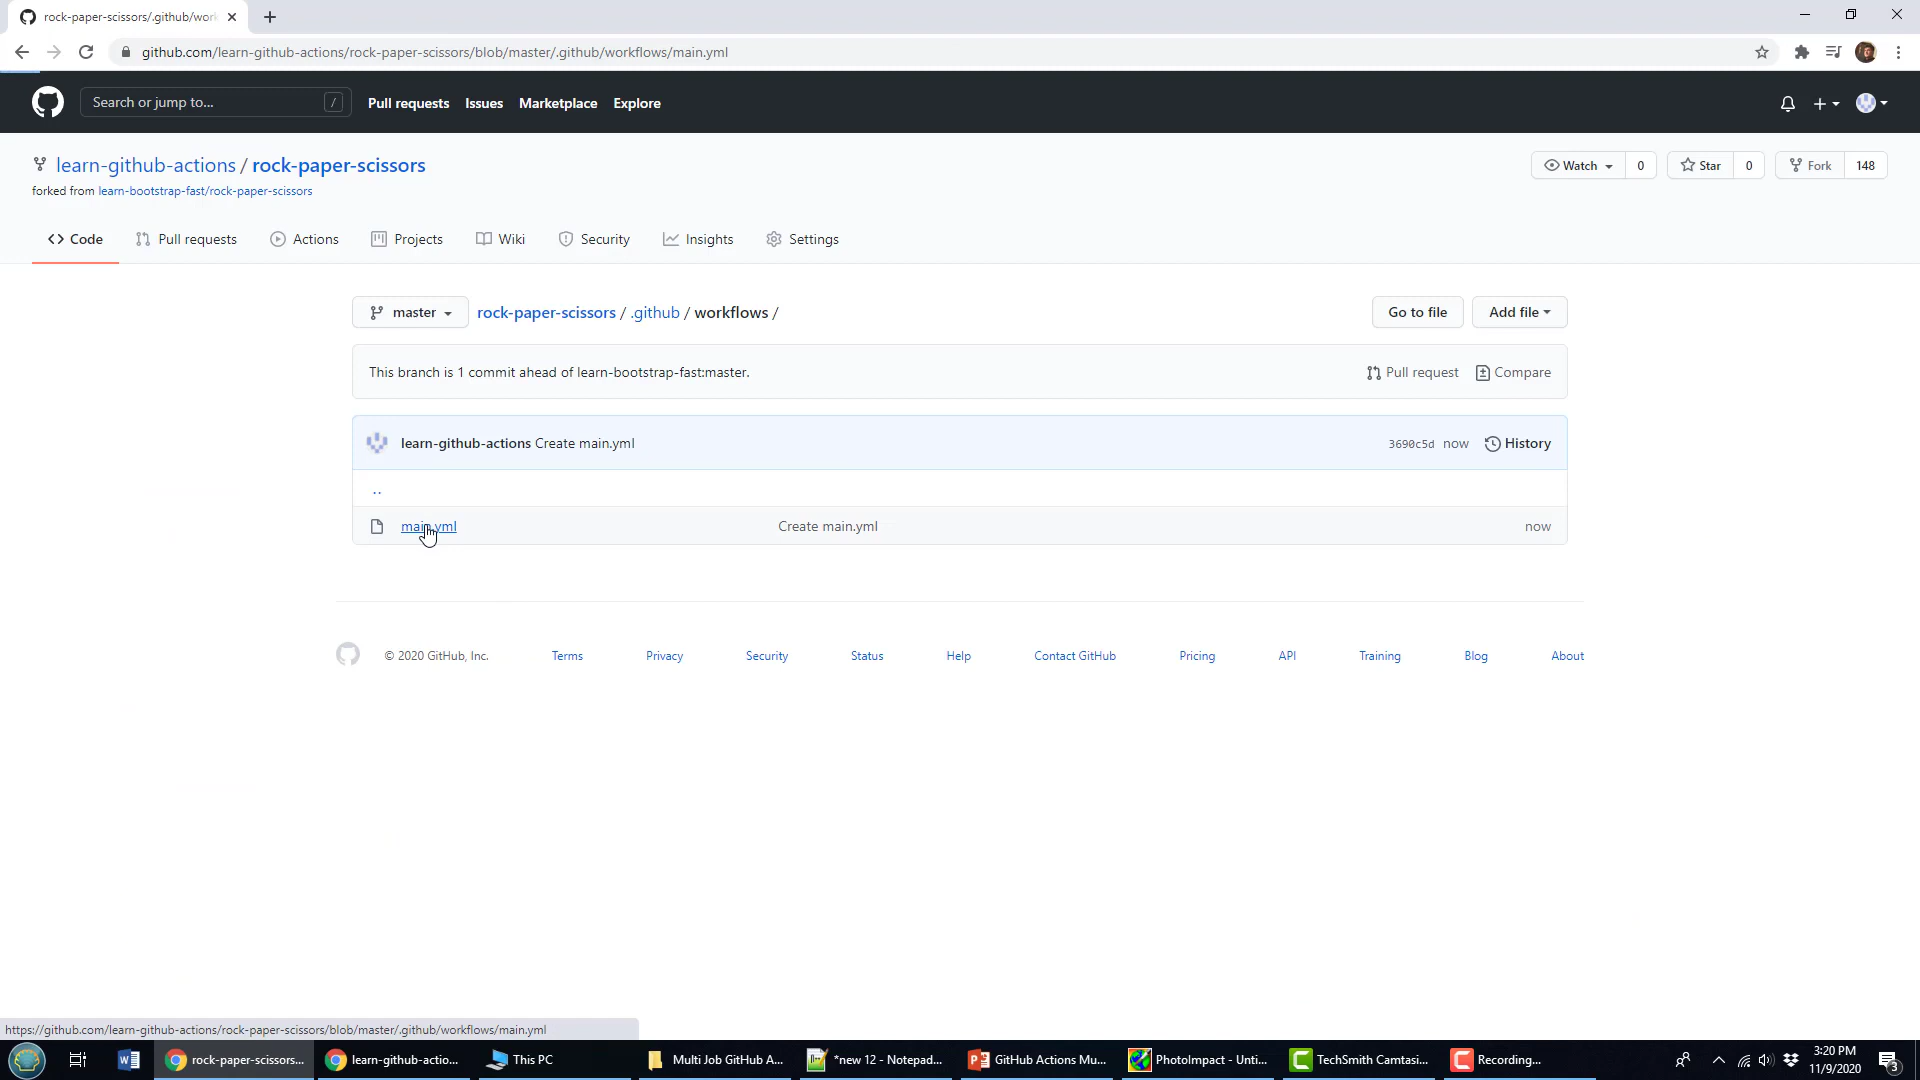 rock-paper-scissors/.github/work
github.com/learn-github-actions/rock-paper-scissors/blob/master/.github/workflows/main.yml
Search or jump to...
/
Pull requests
Issues
Marketplace
Explore
learn-github-actions / rock-paper-scissors
forked from learn-bootstrap-fast/rock-paper-scissors
Watch 0
Star 0
Fork 148
Code
Pull requests
Actions
Projects
Wiki
Security
Insights
Settings
master
rock-paper-scissors / .github / workflows /
Go to file
Add file
This branch is 1 commit ahead of learn-bootstrap-fast:master.
Pull request
Compare
learn-github-actions Create main.yml
3690c5d now
History
..
main.yml
Create main.yml
now
© 2020 GitHub, Inc.
Terms
Privacy
Security
Status
Help
Contact GitHub
Pricing
API
Training
Blog
About
https://github.com/learn-github-actions/rock-paper-scissors/blob/master/.github/workflows/main.yml
rock-paper-scissors...
learn-github-actio...
This PC
Multi Job GitHub A...
*new 12 - Notepad...
GitHub Actions Mu...
PhotoImpact - Unti...
TechSmith Camtasi...
Recording...
3:20 PM
11/9/2020
3